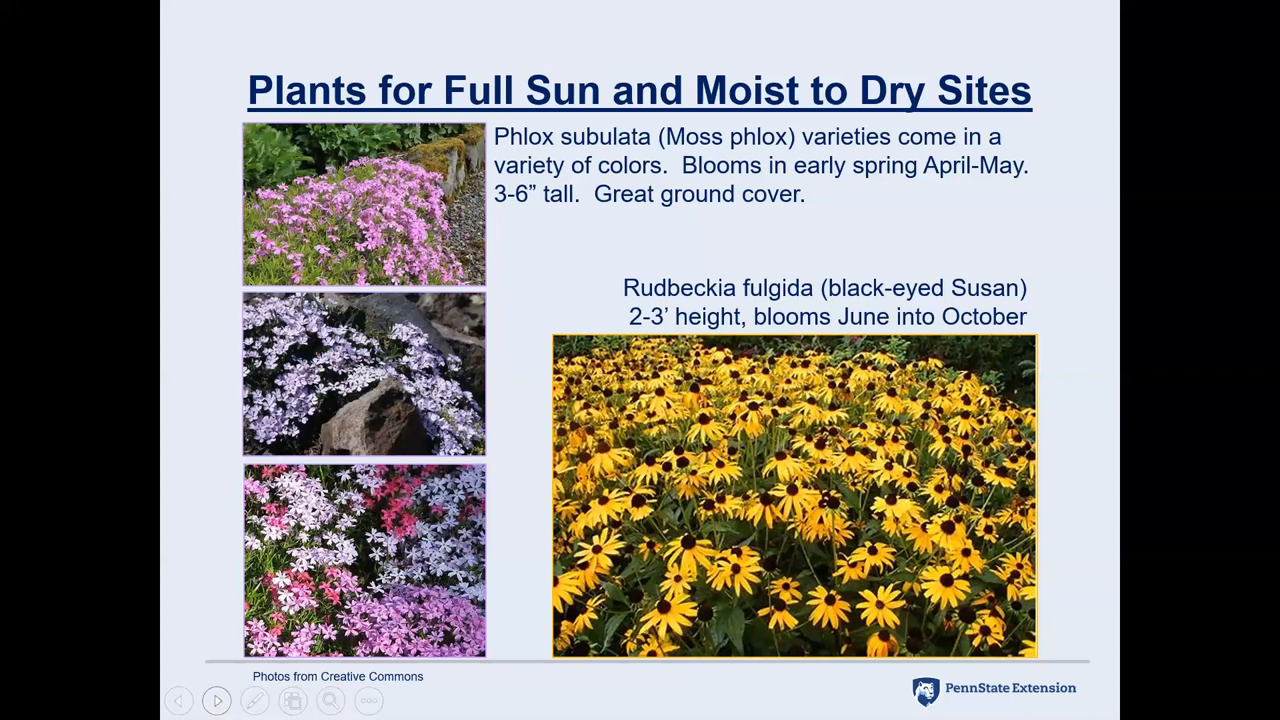 Plants for Full Sun and Moist to Dry Sites
Phlox subulata (Moss phlox) varieties come in a
variety of colors.  Blooms in early spring April-May.
3-6” tall.  Great ground cover.
Rudbeckia fulgida (black-eyed Susan)
2-3’ height, blooms June into October
Photos from Creative Commons
PennState Extension